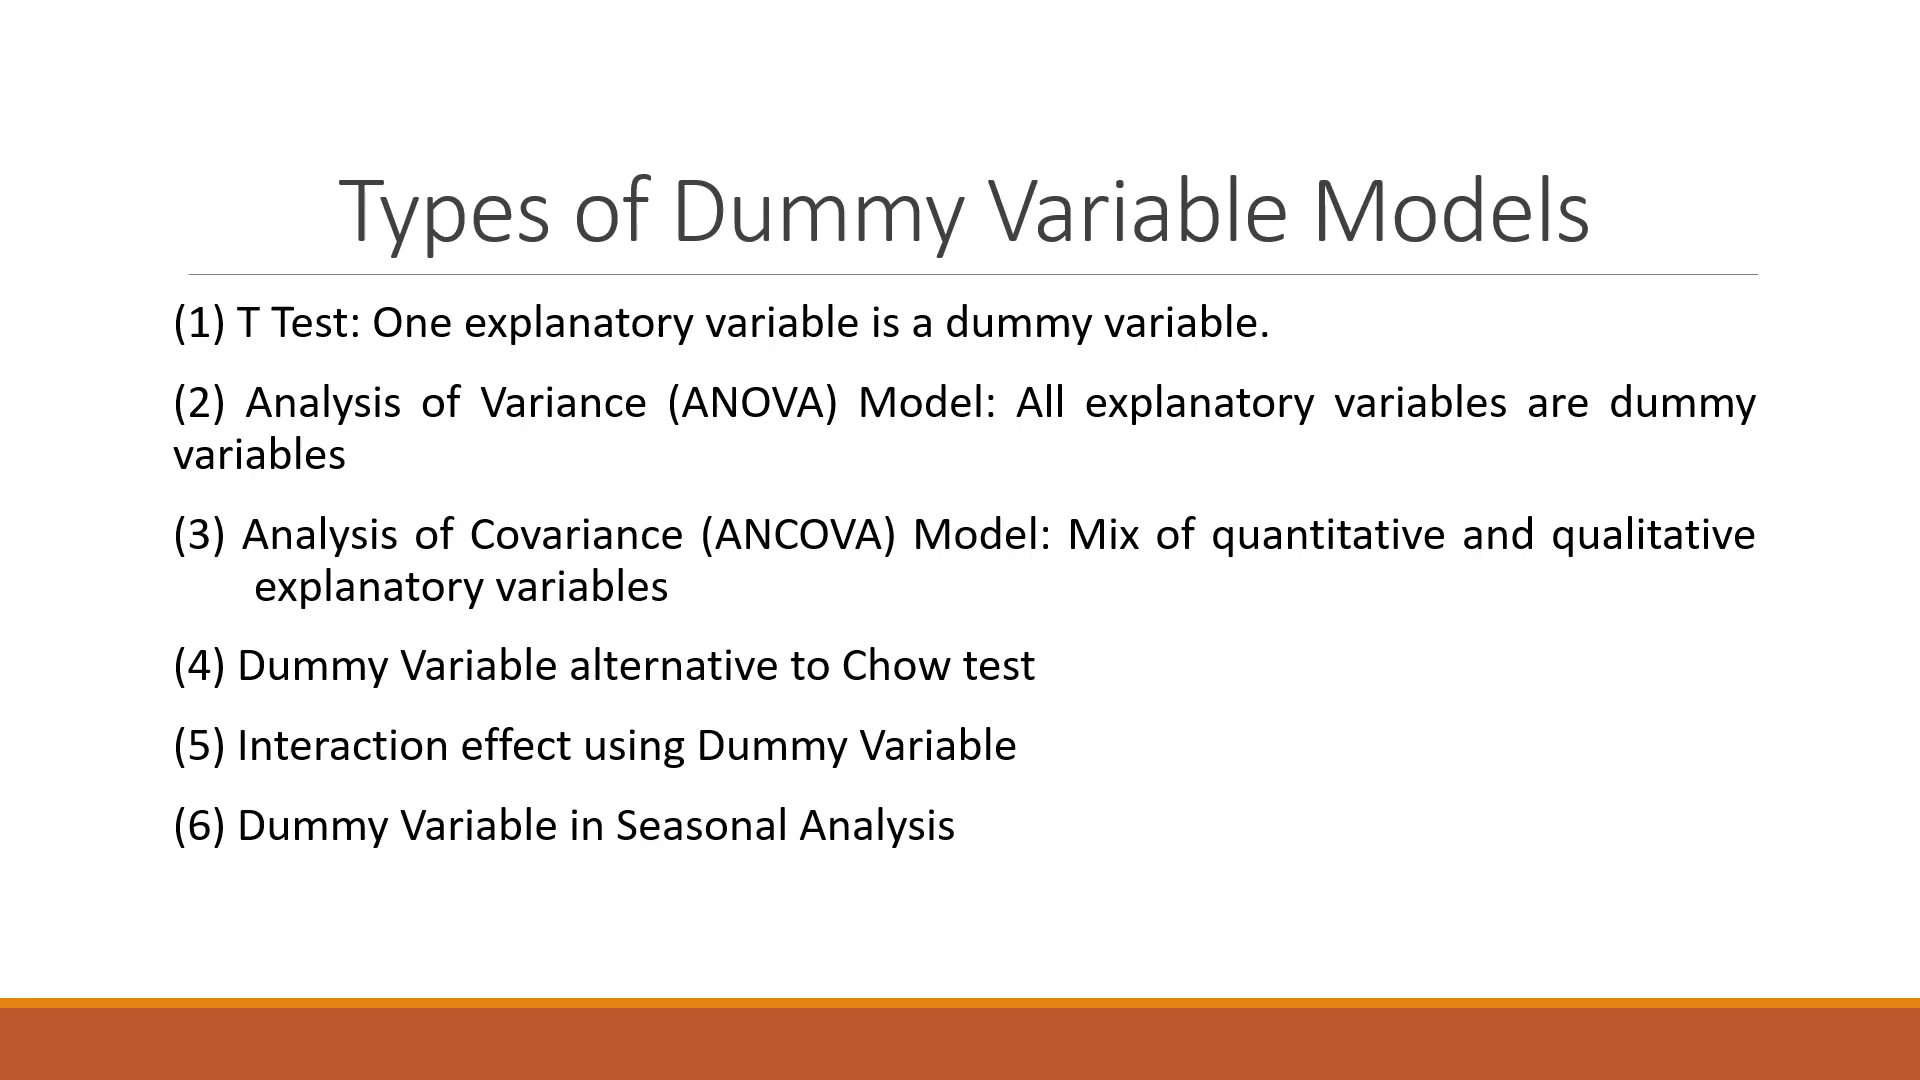 Types of Dummy Variable Models
(1) T Test: One explanatory variable is a dummy variable.
(2) Analysis of Variance (ANOVA) Model: All explanatory variables are dummy
variables
(3) Analysis of Covariance (ANCOVA) Model: Mix of quantitative and qualitative
explanatory variables
(4) Dummy Variable alternative to Chow test
(5) Interaction effect using Dummy Variable
(6) Dummy Variable in Seasonal Analysis